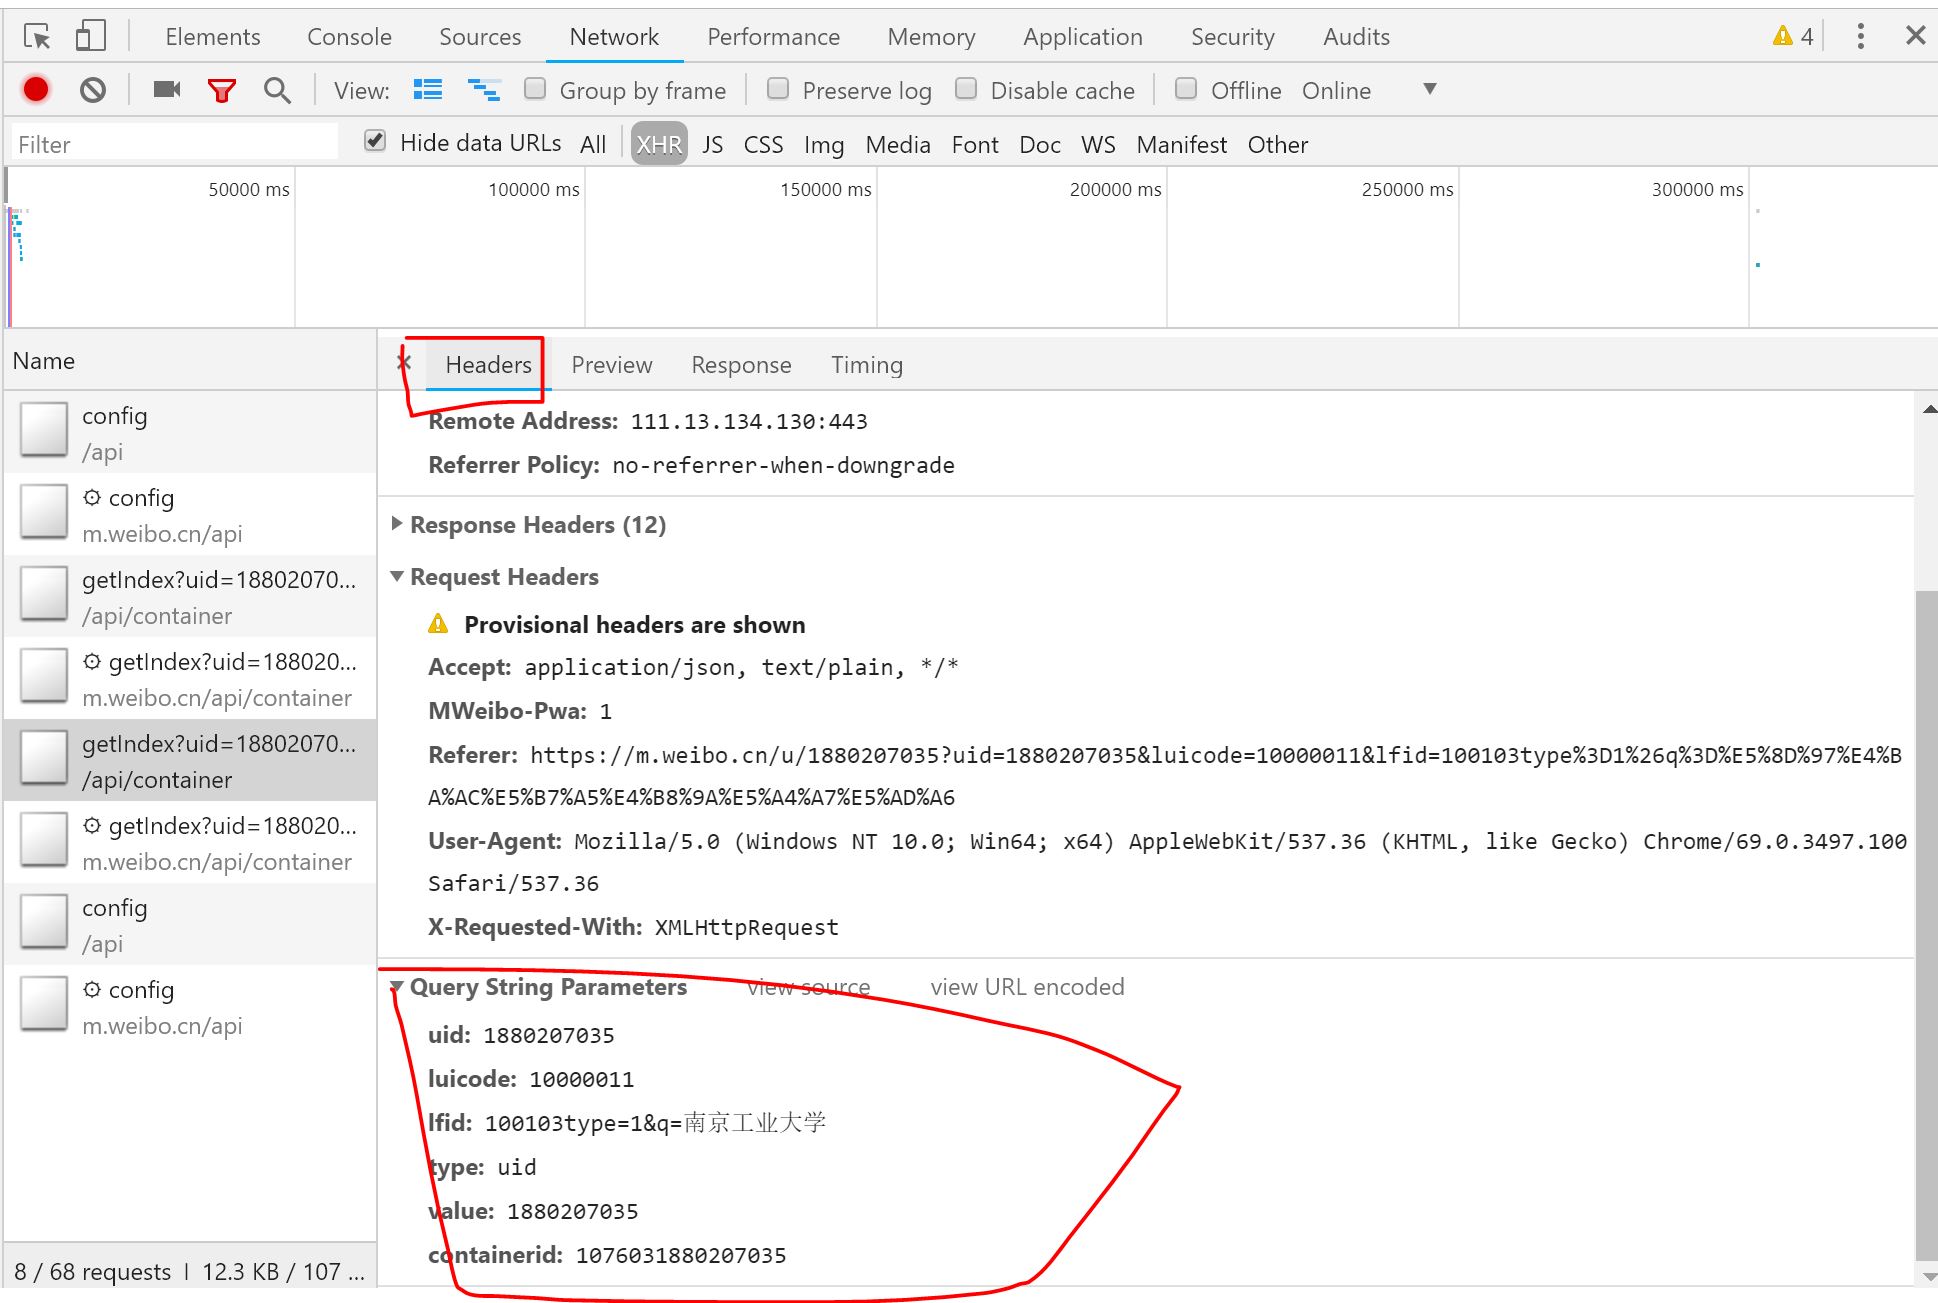 Elements Console Sources Network Performance Memory Application Security Audits 4
View: Group by frame Preserve log Disable cache Offline Online
Filter Hide data URLs All XHR JS CSS Img Media Font Doc WS Manifest Other
50000 ms 100000 ms 150000 ms 200000 ms 250000 ms 300000 ms
Name
config
/api
config
m.weibo.cn/api
getIndex?uid=18802070...
/api/container
getIndex?uid=188020...
m.weibo.cn/api/container
getIndex?uid=18802070...
/api/container
getIndex?uid=188020...
m.weibo.cn/api/container
config
/api
config
m.weibo.cn/api
8 / 68 requests | 12.3 KB / 107 ...
Headers Preview Response Timing
Remote Address: 111.13.134.130:443
Referrer Policy: no-referrer-when-downgrade
Response Headers (12)
Request Headers
Provisional headers are shown
Accept: application/json, text/plain, */*
MWeibo-Pwa: 1
Referer: https://m.weibo.cn/u/1880207035?uid=1880207035&luicode=10000011&lfid=100103type%3D1%26q%3D%E5%8D%97%E4%B
A%AC%E5%B7%A5%E4%B8%9A%E5%A4%A7%E5%AD%A6
User-Agent: Mozilla/5.0 (Windows NT 10.0; Win64; x64) AppleWebKit/537.36 (KHTML, like Gecko) Chrome/69.0.3497.100
Safari/537.36
X-Requested-With: XMLHttpRequest
Query String Parameters view source view URL encoded
uid: 1880207035
luicode: 10000011
lfid: 100103type=1&q=南京工业大学
type: uid
value: 1880207035
containerid: 1076031880207035